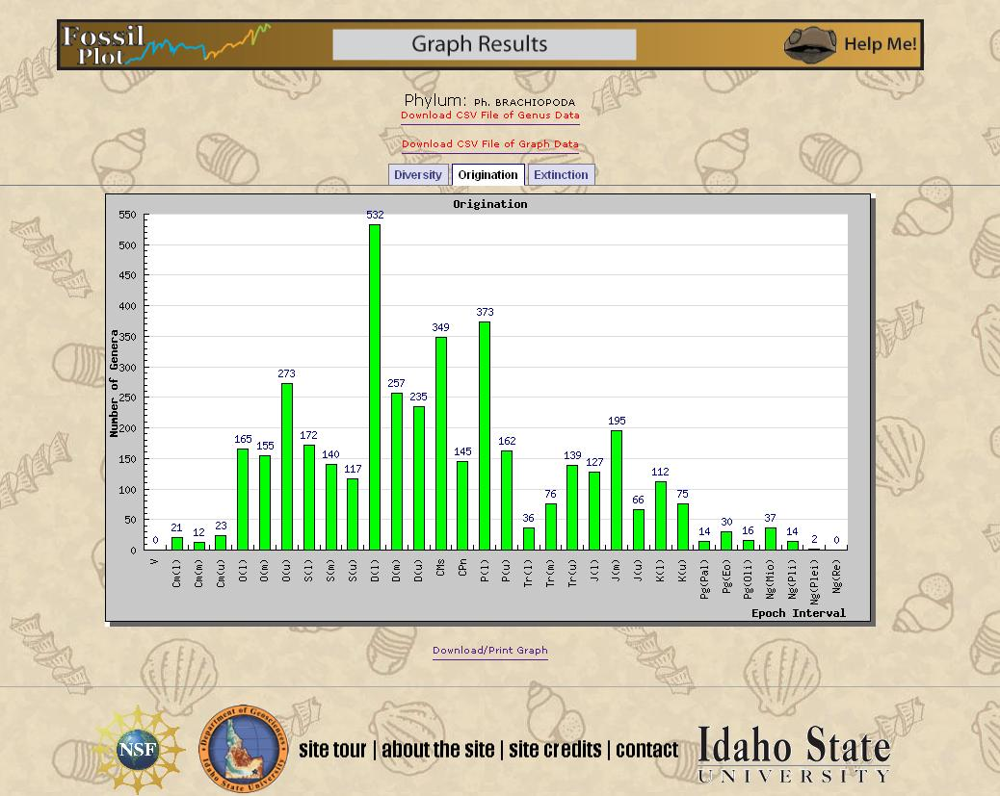 Fossil
Plot
Graph Results
Help Me!
Phylum: Ph. BRACHIOPODA
Download CSV File of Genus Data
Download CSV File of Graph Data
Diversity Origination Extinction
Origination
Number of Genera
550
500
450
400
350
300
250
200
150
100
50
0
0 21 12 23 165 155 273 172 140 117 532 257 235 349 145 373 162 36 76 139 127 195 66 112 75 14 30 16 37 14 2 0
V Cm(l) Cm(m) Cm(u) O(l) O(m) O(u) S(l) S(m) S(u) D(l) D(m) D(u) CMs CPn P(l) P(u) Tr(l) Tr(m) Tr(u) J(l) J(m) J(u) K(l) K(u) Pg(Pal) Pg(Eo) Pg(Oli) Ng(Mio) Ng(Pli) Ng(Plei) Ng(Re)
Epoch Interval
Download/Print Graph
NSF
Department of Geosciences
Idaho State University
site tour | about the site | site credits | contact
Idaho State
UNIVERSITY